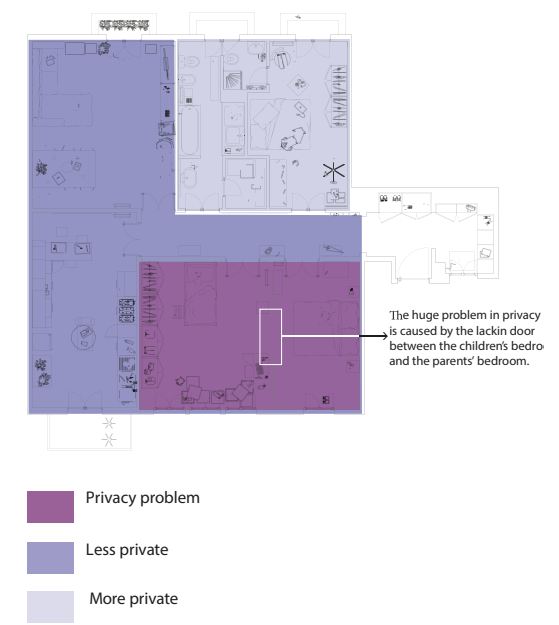 The huge problem in privacy
is caused by the lackin door
between the children's bedro
and the parents' bedroom.
Privacy problem
Less private
More private